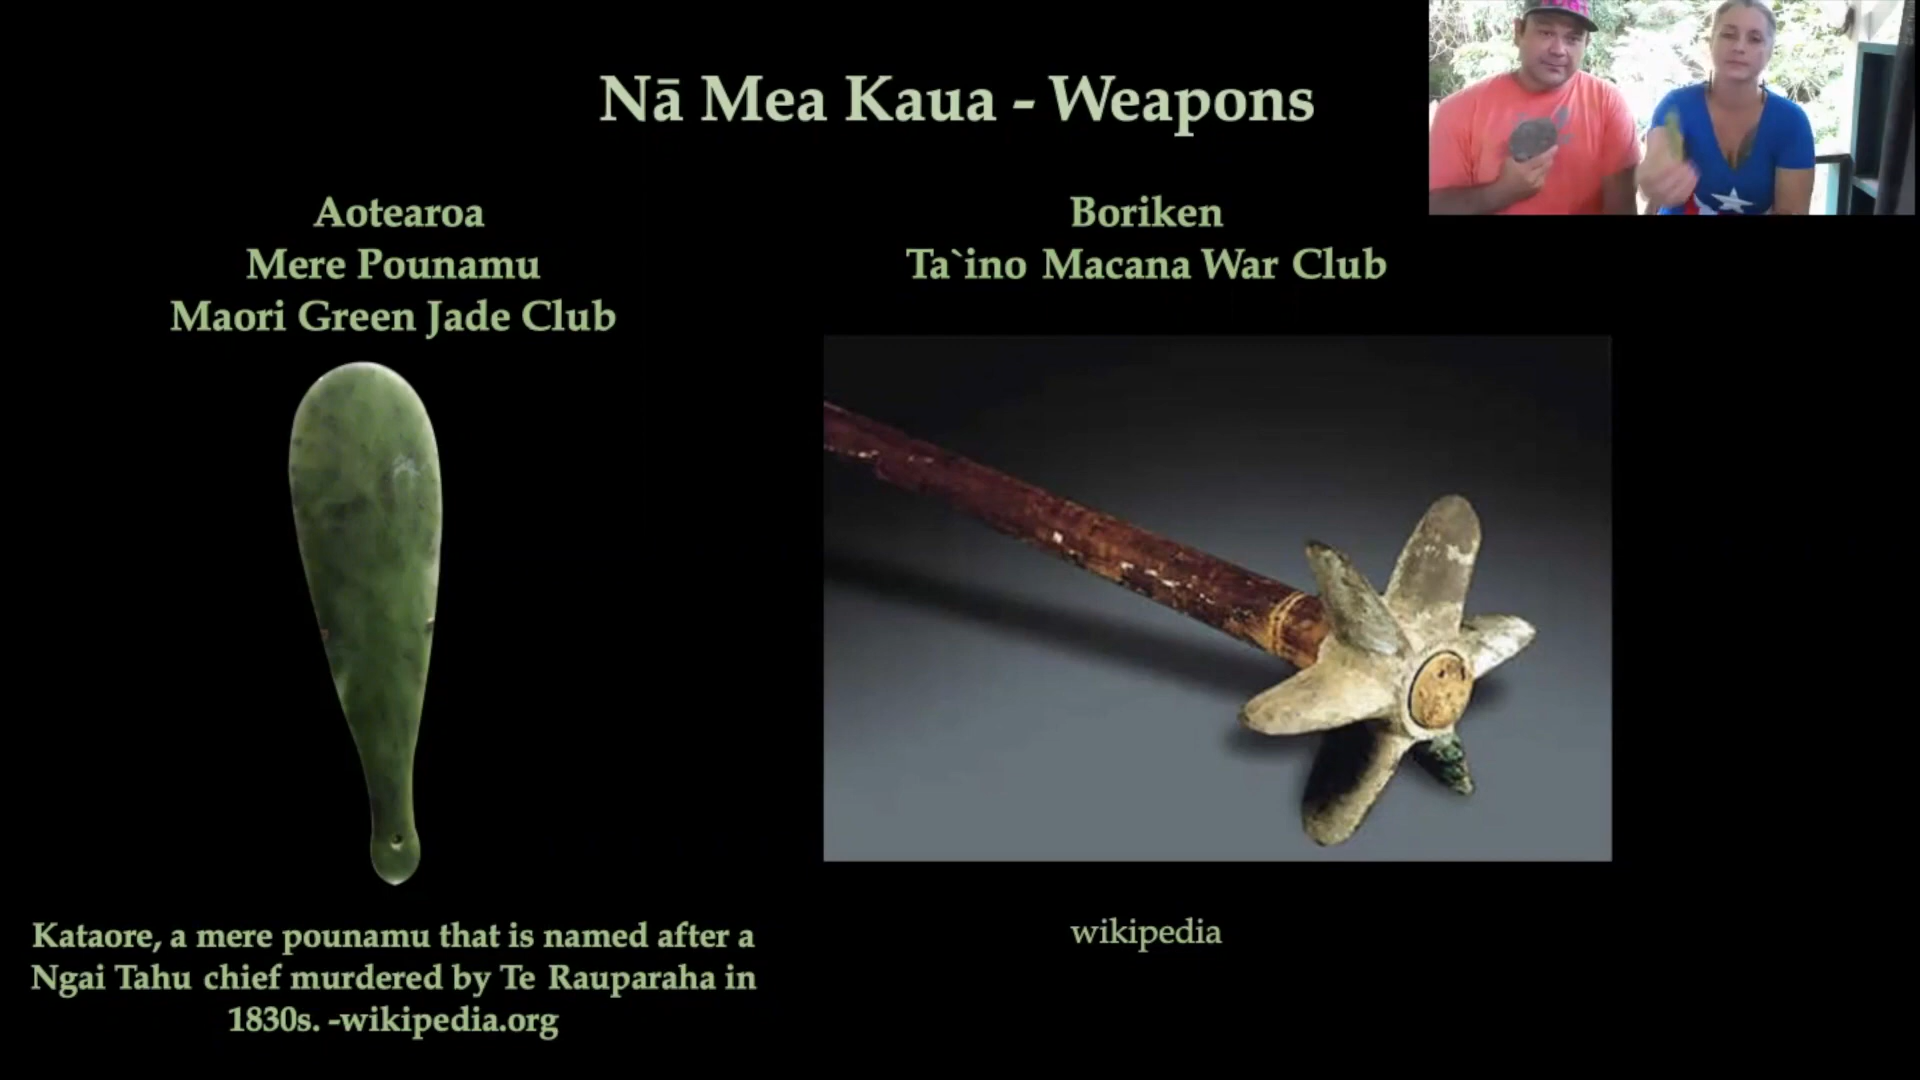 Nā Mea Kaua - Weapons
Aotearoa
Mere Pounamu
Maori Green Jade Club
Boriken
Ta`ino Macana War Club
Kataore, a mere pounamu that is named after a
Ngai Tahu chief murdered by Te Rauparaha in
1830s. -wikipedia.org
wikipedia